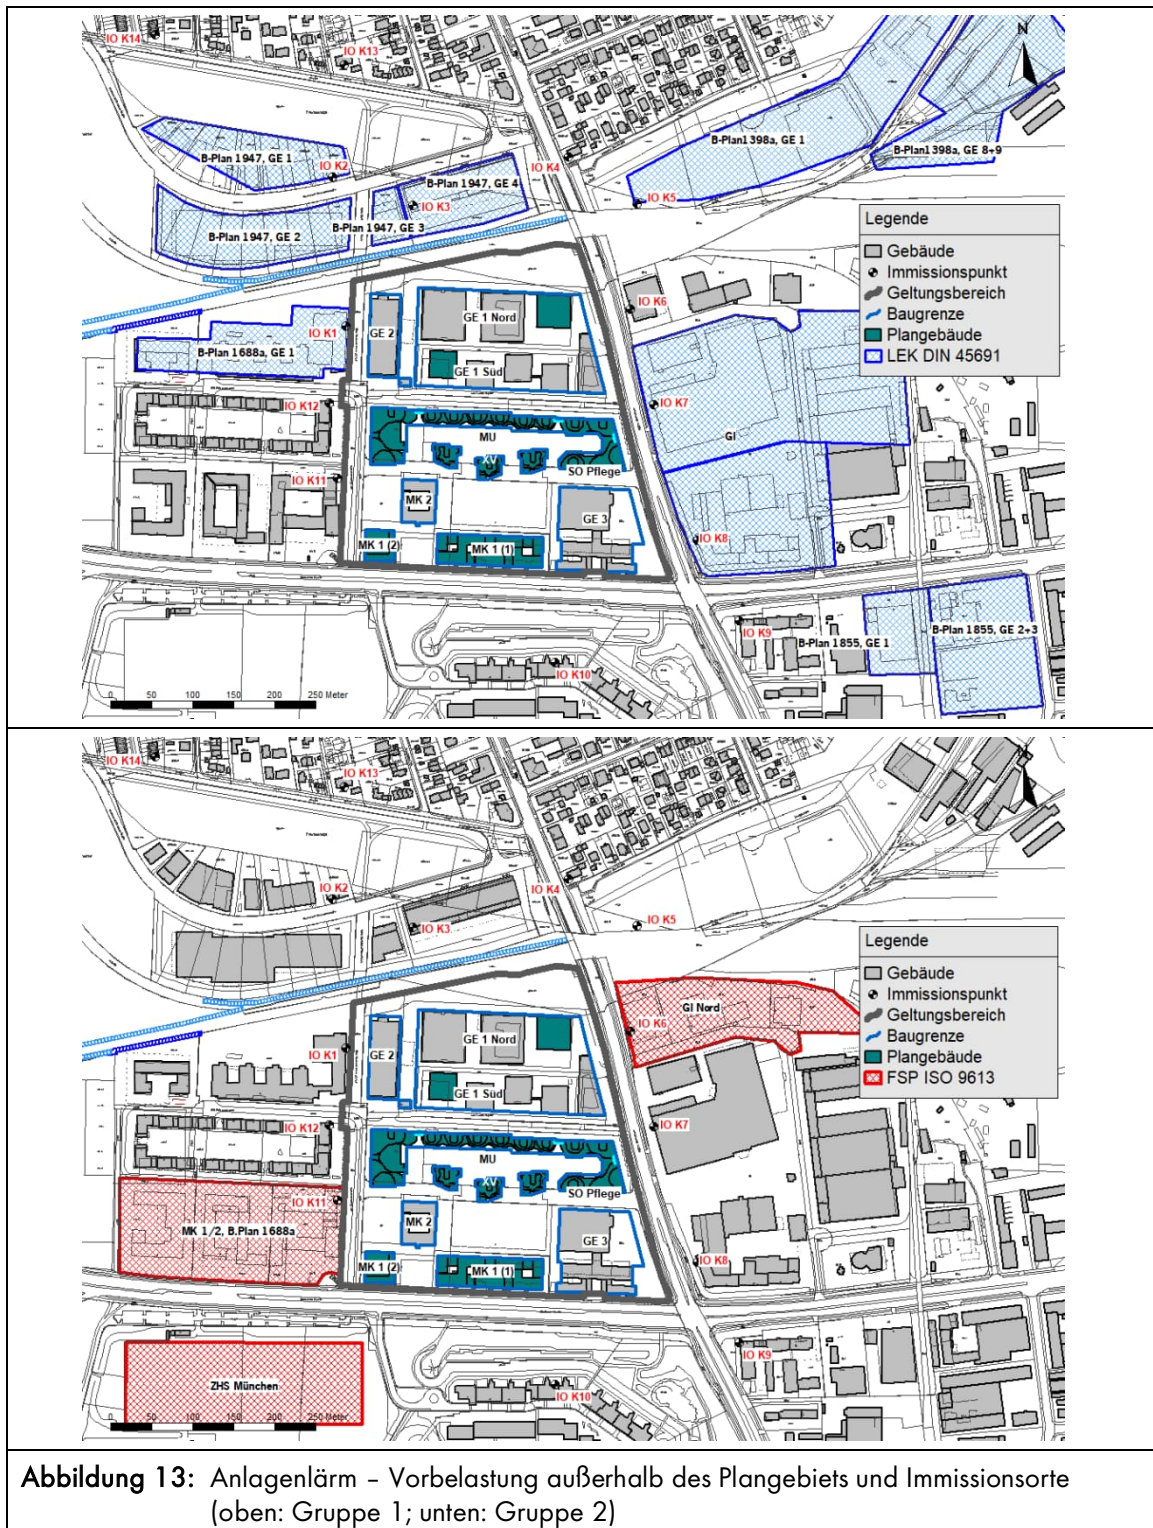 IO K14
IO K13
N
B-Plan1398a, GE 1
B-Plan1398a, GE 8+9
B-Plan 1947, GE 1
IO K2
IO K4
B-Plan 1947, GE 4
IO K5
IO K3
B-Plan 1947, GE 3
B-Plan 1947, GE 2
Legende
Gebäude
Immissionspunkt
Geltungsbereich
Baugrenze
Plangebäude
LEK DIN 45691
IO K6
IO K1
GE 2
GE 1 Nord
B-Plan 1688a, GE 1
GE 1 Süd
IO K12
IO K7
MU
GI
SO Pflege
IO K11
MK 2
GE 3
MK 1 (2)
MK 1 (1)
IO K8
IO K9
B-Plan 1855, GE 1
B-Plan 1855, GE 2+3
IO K10
0 50 100 150 200 250 Meter
IO K14
IO K13
IO K2
IO K4
IO K3
IO K5
Legende
Gebäude
Immissionspunkt
Geltungsbereich
Baugrenze
Plangebäude
FSP ISO 9613
GI Nord
IO K6
IO K1
GE 2
GE 1 Nord
GE 1 Süd
IO K12
IO K7
MU
SO Pflege
IO K11
MK 1/2, B.Plan 1688a
MK 2
GE 3
MK 1 (2)
MK 1 (1)
IO K8
IO K9
ZHS München
IO K10
0 50 100 150 200 250 Meter
Abbildung 13: Anlagenlärm – Vorbelastung außerhalb des Plangebiets und Immissionsorte
(oben: Gruppe 1; unten: Gruppe 2)